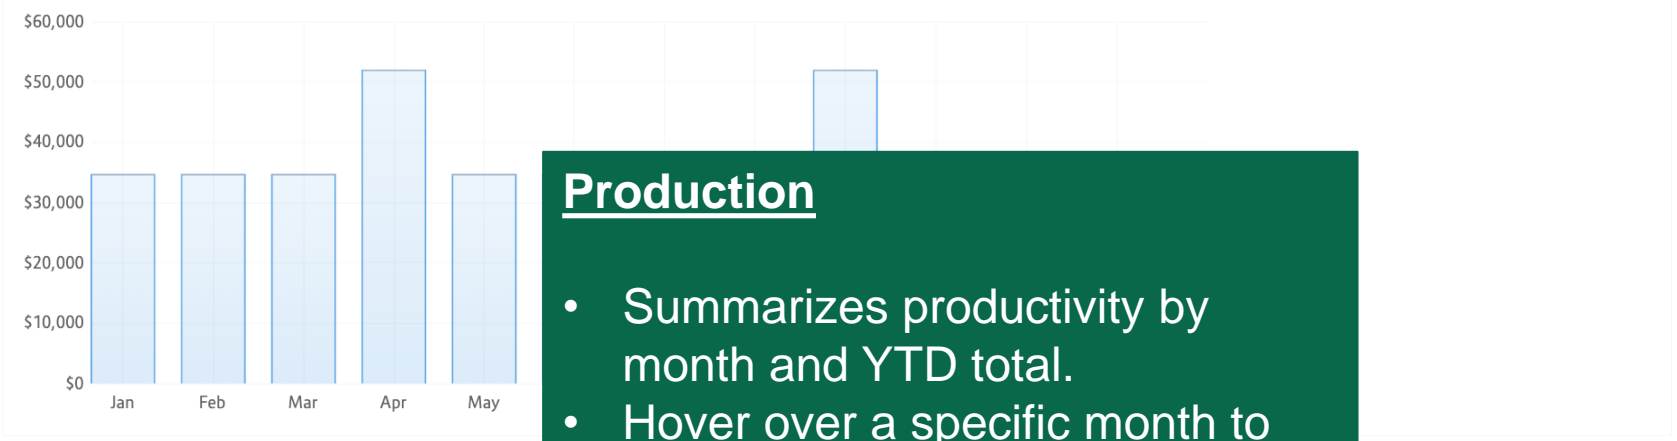 $60,000
$50,000
$40,000
$30,000
$20,000
$10,000
$0
Jan Feb Mar Apr May
Production
• Summarizes productivity by
month and YTD total.
• Hover over a specific month to